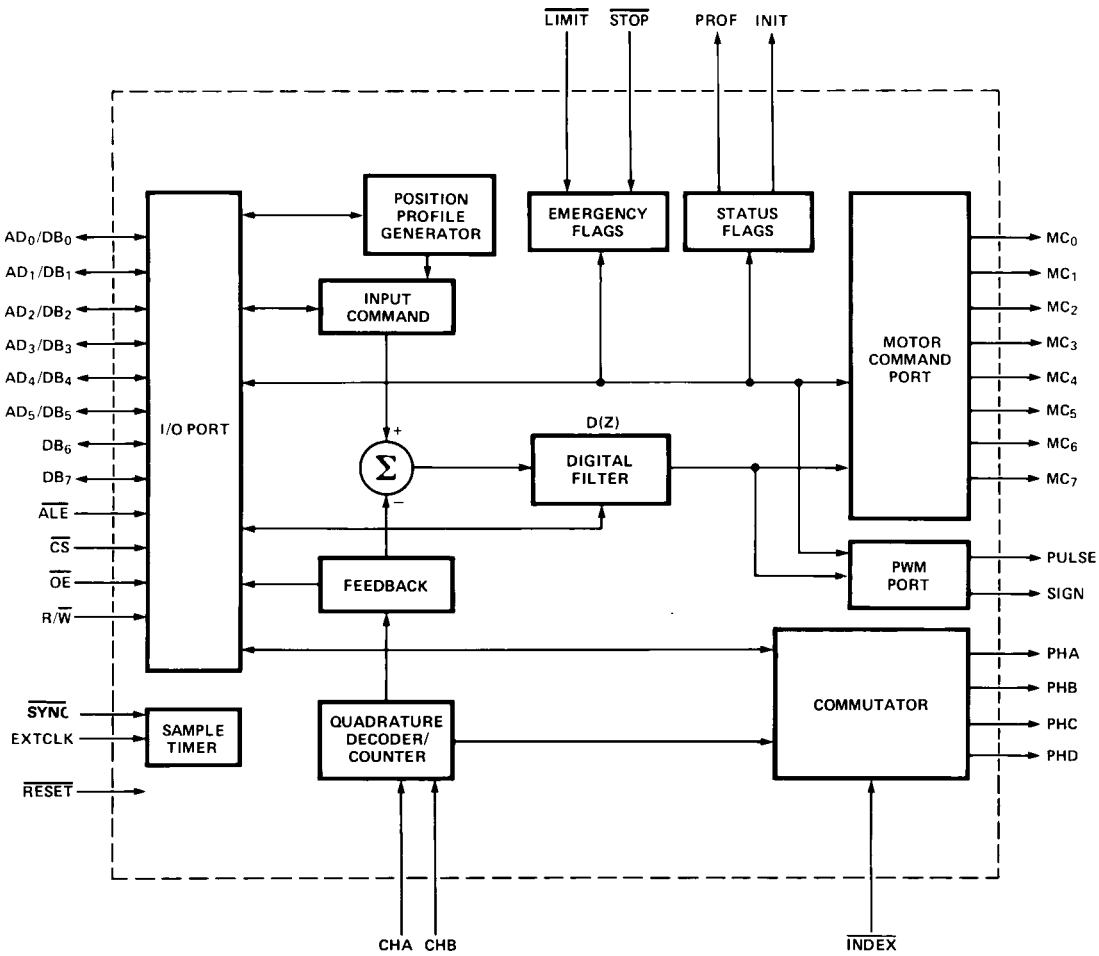 LIMIT STOP PROF INIT
POSITION
PROFILE
GENERATOR
EMERGENCY
FLAGS
STATUS
FLAGS
AD0/DB0
AD1/DB1
AD2/DB2
AD3/DB3
AD4/DB4
AD5/DB5
DB6
DB7
ALE
CS
OE
R/W
I/O PORT
INPUT
COMMAND
MOTOR
COMMAND
PORT
MC0
MC1
MC2
MC3
MC4
MC5
MC6
MC7
+
Σ
−
D(Z)
DIGITAL
FILTER
FEEDBACK
PWM
PORT
PULSE
SIGN
SYNC
EXTCLK
RESET
SAMPLE
TIMER
QUADRATURE
DECODER/
COUNTER
COMMUTATOR
PHA
PHB
PHC
PHD
CHA CHB
INDEX